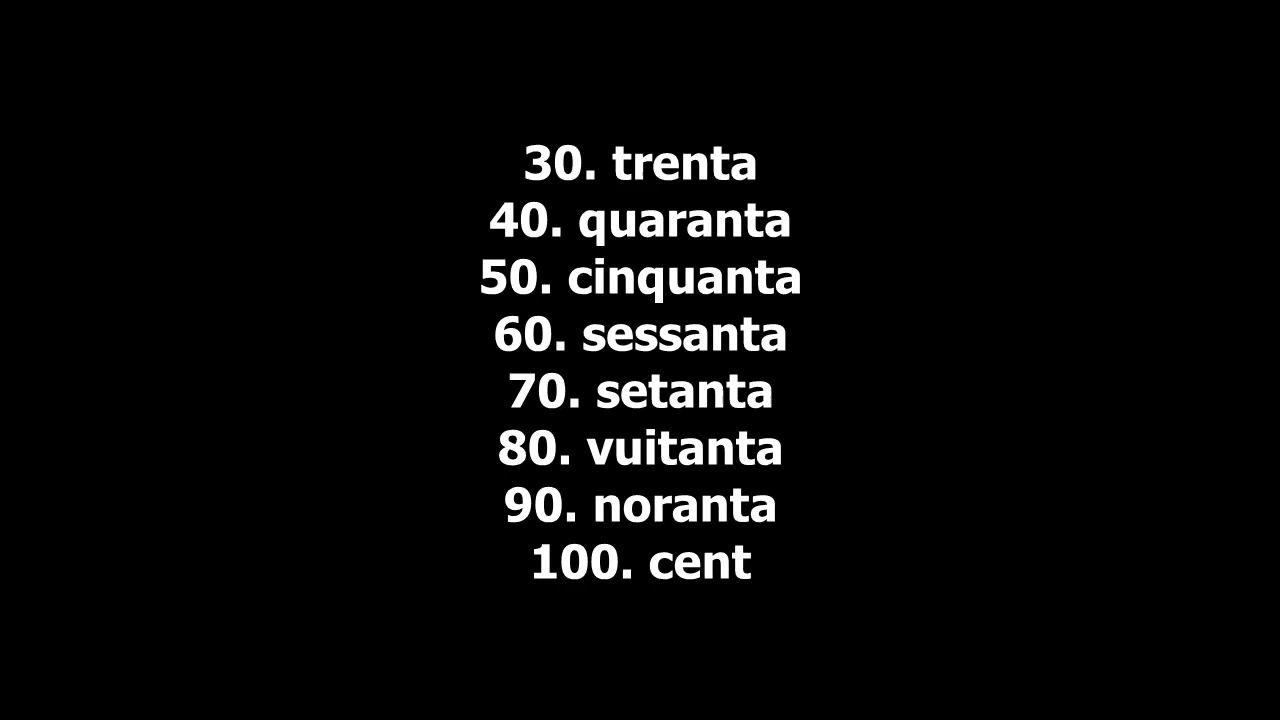 30. trenta
40. quaranta
50. cinquanta
60. sessanta
70. setanta
80. vuitanta
90. noranta
100. cent